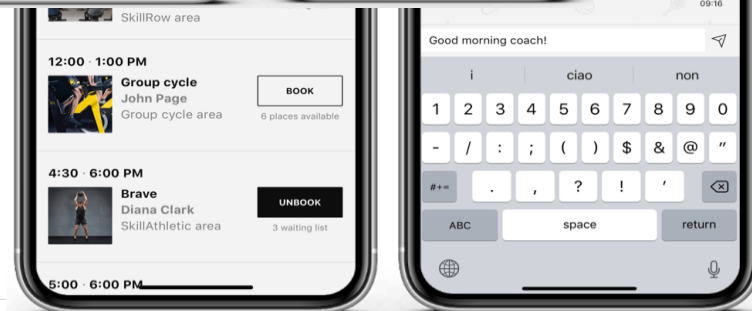 SkillRow area
12:00 · 1:00 PM
Group cycle
John Page
Group cycle area
BOOK
6 places available
4:30 · 6:00 PM
Brave
Diana Clark
SkillAthletic area
UNBOOK
3 waiting list
5:00 · 6:00 PM
09:16
Good morning coach!
i ciao non
1 2 3 4 5 6 7 8 9 0
- / : ; ( ) $ & @ "
#+= . , ? ! ′
ABC space return